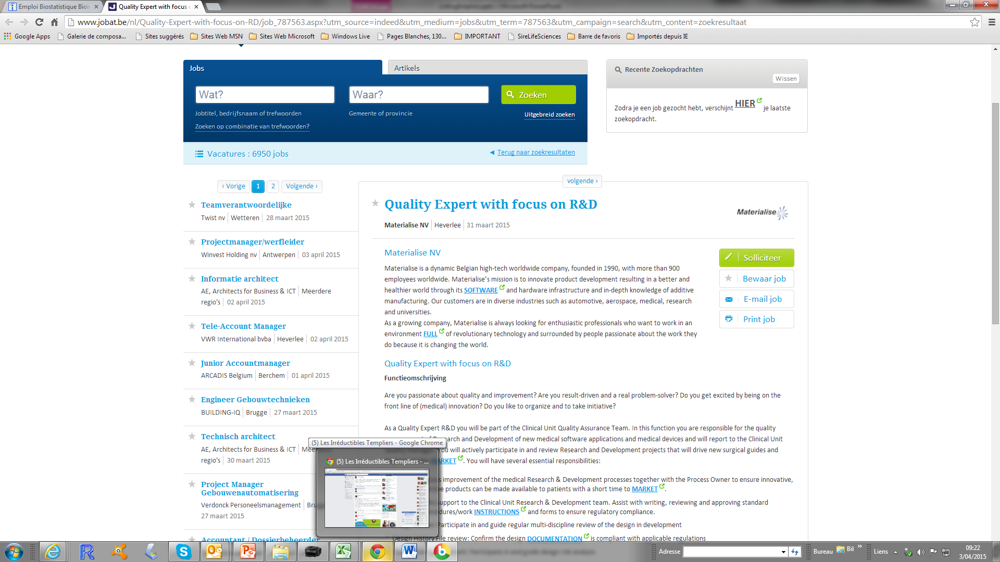 Emploi Biostatistique Bioin
Quality Expert with focus o
www.jobat.be/nl/Quality-Expert-with-focus-on-RD/job_787563.aspx?utm_source=indeed&utm_medium=jobs&utm_term=787563&utm_campaign=search&utm_content=zoekresultaat
Google Apps Galerie de composa... Sites suggérés Sites Web MSN Sites Web Microsoft Windows Live Pages Blanches, 130... IMPORTANT SireLifeSciences Barre de favoris Importés depuis IE
Jobs
Artikels
Wat?
Waar?
Zoeken
Jobtitel, bedrijfsnaam of trefwoorden
Gemeente of provincie
Uitgebreid zoeken
Zoeken op combinatie van trefwoorden?
Recente Zoekopdrachten
Wissen
Zodra je een job gezocht hebt, verschijnt HIER je laatste
zoekopdracht.
Vacatures : 6950 jobs
◄ Terug naar zoekresultaten
‹ Vorige 1 2 Volgende ›
Teamverantwoordelijke
Twist nv Wetteren 28 maart 2015
Projectmanager/werfleider
Winvest Holding nv Antwerpen 03 april 2015
Informatie architect
AE, Architects for Business & ICT Meerdere
regio's 02 april 2015
Tele-Account Manager
VWR International bvba Heverlee 02 april 2015
Junior Accountmanager
ARCADIS Belgium Berchem 01 april 2015
Engineer Gebouwtechnieken
BUILDING-IQ Brugge 27 maart 2015
Technisch architect
AE, Architects for Business & ICT
regio's 30 maart 2015
Project Manager
Gebouwenautomatisering
Verdonck Personeelsmanagement
27 maart 2015
Accountant / Dossierbeheerder
volgende ›
Quality Expert with focus on R&D
Materialise
Materialise NV Heverlee 31 maart 2015
Materialise NV
Materialise is a dynamic Belgian high-tech worldwide company, founded in 1990, with more than 900
employees worldwide. Materialise’s mission is to innovate product development resulting in a better and
healthier world through its SOFTWARE and hardware infrastructure and in-depth knowledge of additive
manufacturing. Our customers are in diverse industries such as automotive, aerospace, medical, research
and universities.
As a growing company, Materialise is always looking for enthusiastic professionals who want to work in an
environment FULL of revolutionary technology and surrounded by people passionate about the work they
do because it is changing the world.
Solliciteer
Bewaar job
E-mail job
Print job
Quality Expert with focus on R&D
Functieomschrijving
Are you passionate about quality and improvement? Are you result-driven and a real problem-solver? Do you get excited by being on the
front line of (medical) innovation? Do you like to organize and to take initiative?
As a Quality Expert R&D you will be part of the Clinical Unit Quality Assurance Team. In this function you are responsible for the quality
of Research and Development of new medical software applications and medical devices and will report to the Clinical Unit
You will actively participate in and review Research and Development projects that will drive new surgical guides and
MARKET. You will have several essential responsibilities:
improvement of the medical Research & Development processes together with the Process Owner to ensure innovative,
products can be made available to patients with a short time to MARKET.
support to the Clinical Unit Research & Development team. Assist with writing, reviewing and approving standard
INSTRUCTIONS and forms to ensure regulatory compliance.
Participate in and guide regular multi-discipline review of the design in development
Design History File review: Confirm the design DOCUMENTATION is compliant with applicable regulations
(5) Les Irréductibles Templiers - Google Chrome
(5) Les Irréductibles Templiers - ...
Adresse
Bureau
Bil
Liens
09:22
3/04/2015